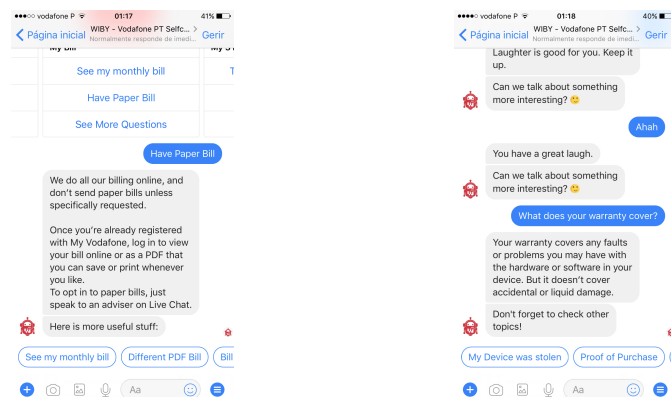 vodafone P 01:17 41%
Página inicial WIBY - Vodafone PT Selfc... > Gerir
Normalmente responde de imedi...
My Bill
See my monthly bill
Have Paper Bill
See More Questions
Have Paper Bill
We do all our billing online, and
don't send paper bills unless
specifically requested.
Once you're already registered
with My Vodafone, log in to view
your bill online or as a PDF that
you can save or print whenever
you like.
To opt in to paper bills, just
speak to an adviser on Live Chat.
Here is more useful stuff:
See my monthly bill Different PDF Bill Bill
Aa
vodafone P 01:18 40%
Página inicial WIBY - Vodafone PT Selfc... > Gerir
Normalmente responde de imedi...
Laughter is good for you. Keep it
up.
Can we talk about something
more interesting? 🙂
Ahah
You have a great laugh.
Can we talk about something
more interesting? 🙂
What does your warranty cover?
Your warranty covers any faults
or problems you may have with
the hardware or software in your
device. But it doesn't cover
accidental or liquid damage.
Don't forget to check other
topics!
My Device was stolen Proof of Purchase
Aa